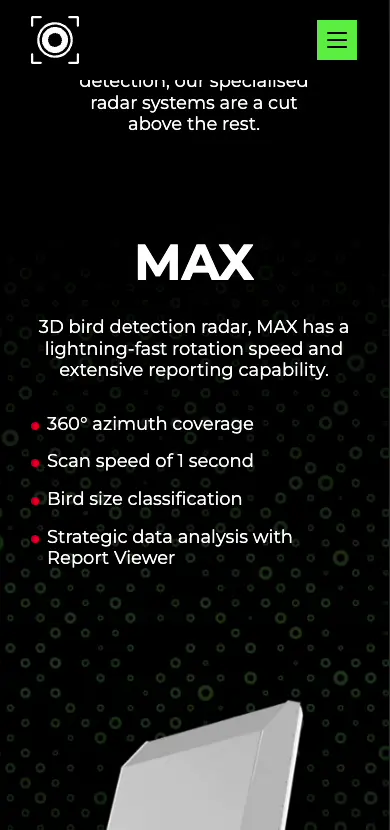 detection, our specialised
radar systems are a cut
above the rest.
MAX
3D bird detection radar, MAX has a
lightning-fast rotation speed and
extensive reporting capability.
360° azimuth coverage
Scan speed of 1 second
Bird size classification
Strategic data analysis with
Report Viewer